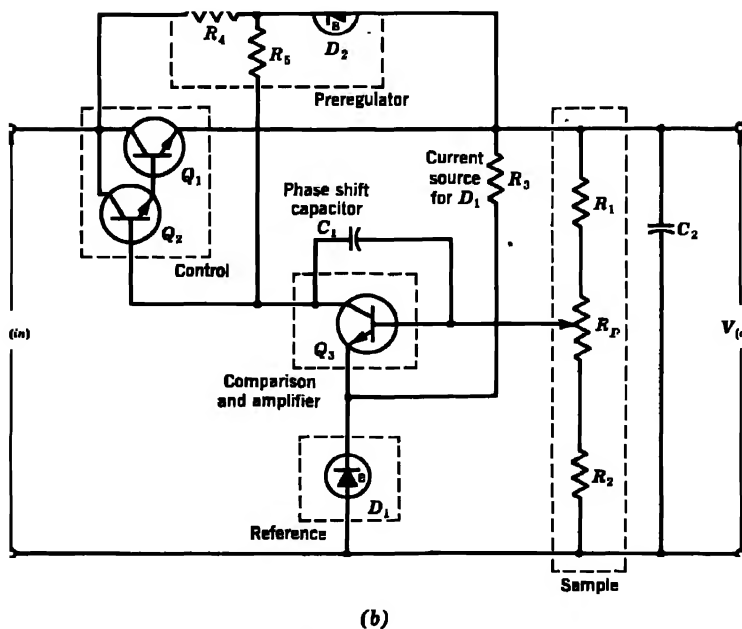 R4
R5
B
D2
Preregulator
Q1
Q2
Control
Current
source
for D1
R3
Phase shift
capacitor
C1
R1
C2
(in)
Q3
RP
V(
Comparison
and amplifier
B
D1
R2
Reference
Sample
(b)